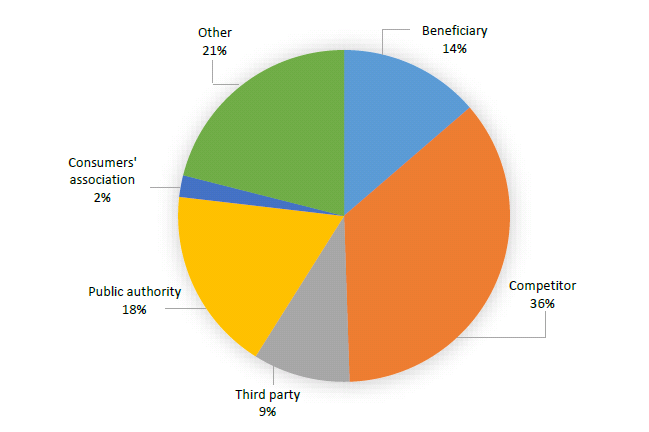 Other
21%
Beneficiary
14%
Consumers'
association
2%
Competitor
36%
Public authority
18%
Third party
9%